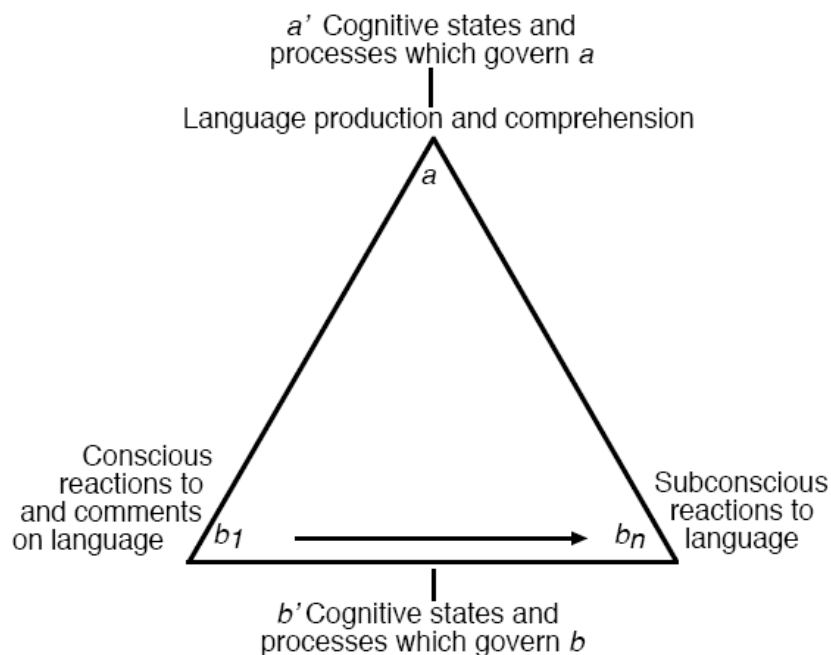 a' Cognitive states and
processes which govern a
Language production and comprehension
a
Conscious
reactions to
and comments
on language
b1
bn
Subconscious
reactions to
language
b' Cognitive states and
processes which govern b